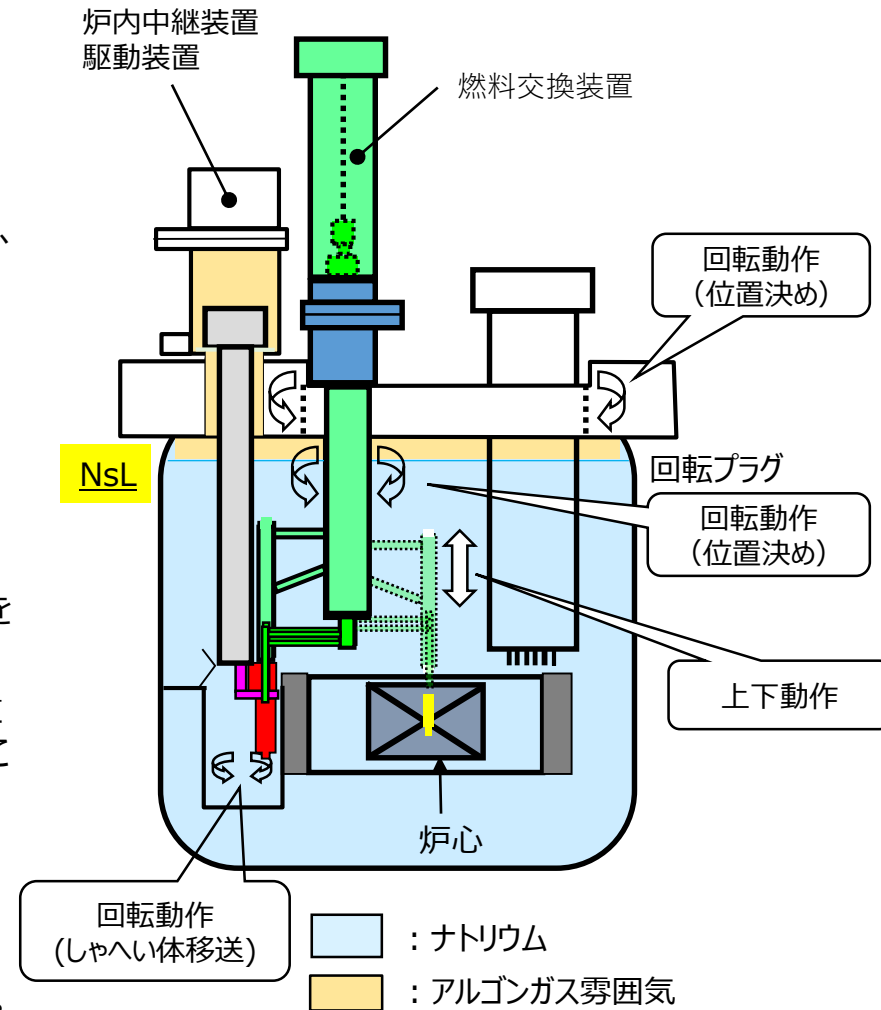 炉内中継装置
駆動装置
燃料交換装置
、
回転動作
（位置決め）
NsL
回転プラグ
回転動作
（位置決め）
を
上下動作
て
炉心
回転動作
(しゃへい体移送)
：ナトリウム
：アルゴンガス雰囲気